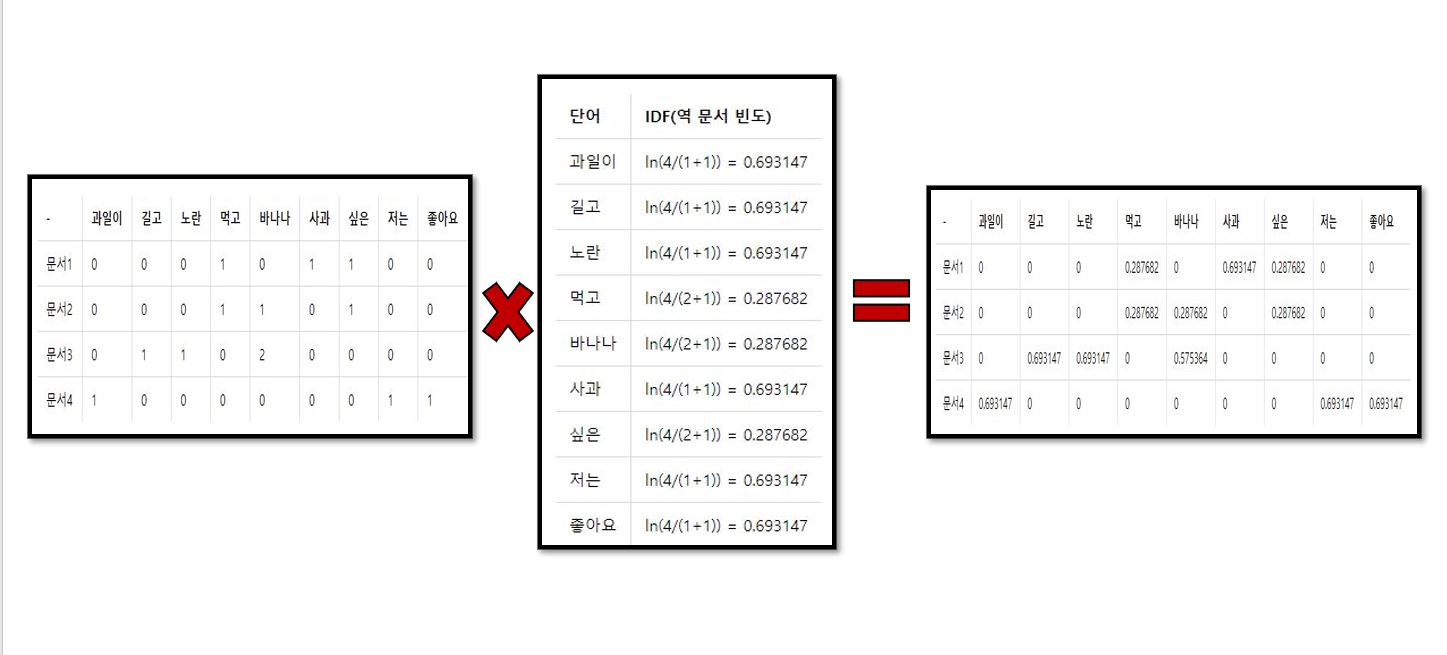 - 과일이 길고 노란 먹고 바나나 사과 싶은 저는 좋아요
문서1 0 0 0 1 0 1 1 0 0
문서2 0 0 0 1 1 0 1 0 0
문서3 0 1 1 0 2 0 0 0 0
문서4 1 0 0 0 0 0 0 1 1
단어 IDF(역 문서 빈도)
과일이 ln(4/(1+1)) = 0.693147
길고 ln(4/(1+1)) = 0.693147
노란 ln(4/(1+1)) = 0.693147
먹고 ln(4/(2+1)) = 0.287682
바나나 ln(4/(2+1)) = 0.287682
사과 ln(4/(1+1)) = 0.693147
싶은 ln(4/(2+1)) = 0.287682
저는 ln(4/(1+1)) = 0.693147
좋아요 ln(4/(1+1)) = 0.693147
- 과일이 길고 노란 먹고 바나나 사과 싶은 저는 좋아요
문서1 0 0 0 0.287682 0 0.693147 0.287682 0 0
문서2 0 0 0 0.287682 0.287682 0 0.287682 0 0
문서3 0 0.693147 0.693147 0 0.575364 0 0 0 0
문서4 0.693147 0 0 0 0 0 0 0.693147 0.693147